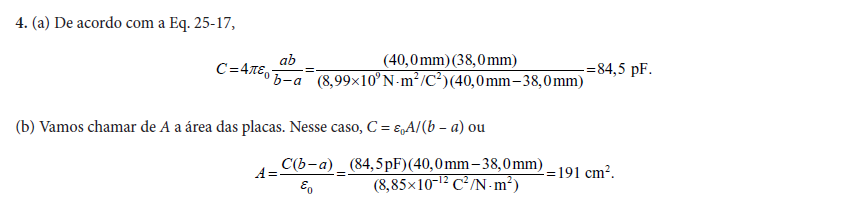 4. (a) De acordo com a Eq. 25-17,
C=4πε₀ ab/(b−a) = (40,0 mm)(38,0 mm)/((8,99×10⁹ N·m²/C²)(40,0 mm−38,0 mm)) =84,5 pF.
(b) Vamos chamar de A a área das placas. Nesse caso, C = ε₀A/(b – a) ou
A= C(b−a)/ε₀ = (84,5 pF)(40,0 mm−38,0 mm)/(8,85×10⁻¹² C²/N·m²) =191 cm².